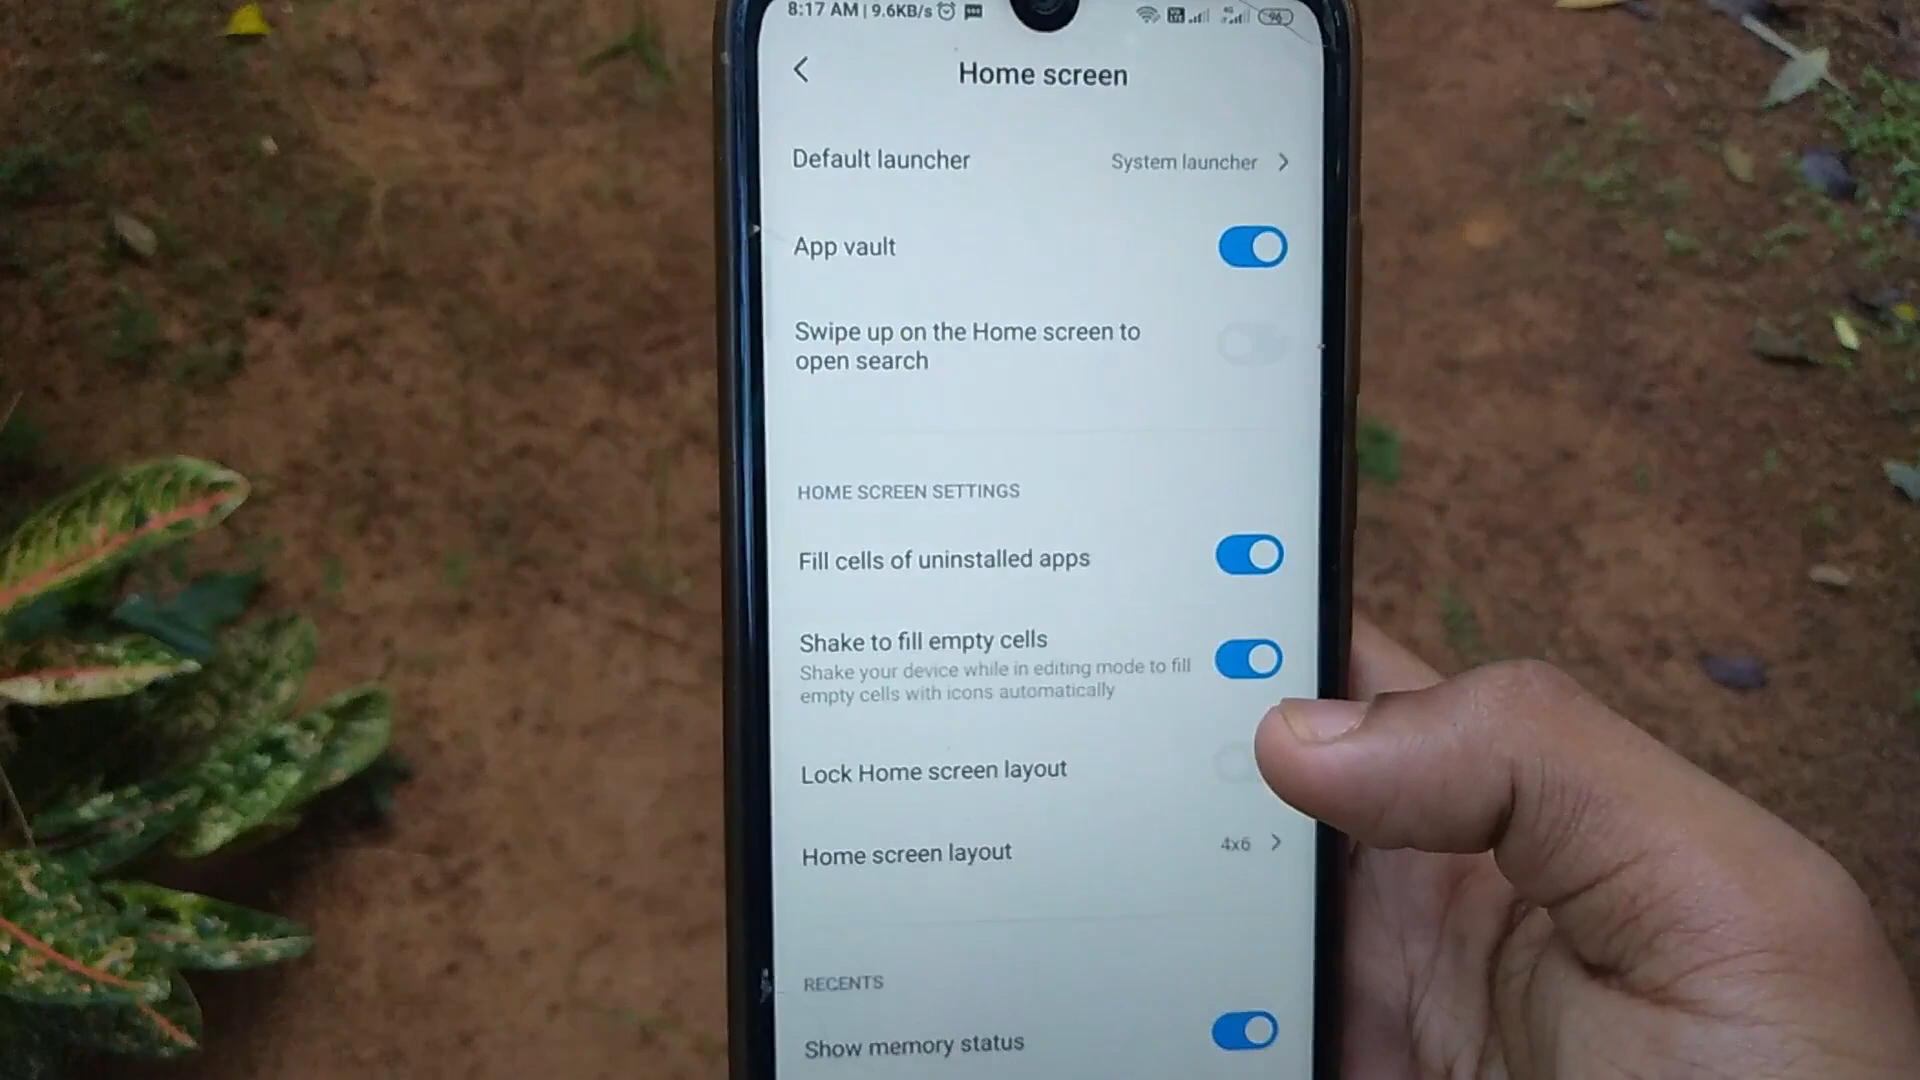 8:17 AM | 9.6KB/s
Home screen
Default launcher
System launcher
App vault
Swipe up on the Home screen to
open search
HOME SCREEN SETTINGS
Fill cells of uninstalled apps
Shake to fill empty cells
Shake your device while in editing mode to fill
empty cells with icons automatically
Lock Home screen layout
Home screen layout
4x6
RECENTS
Show memory status